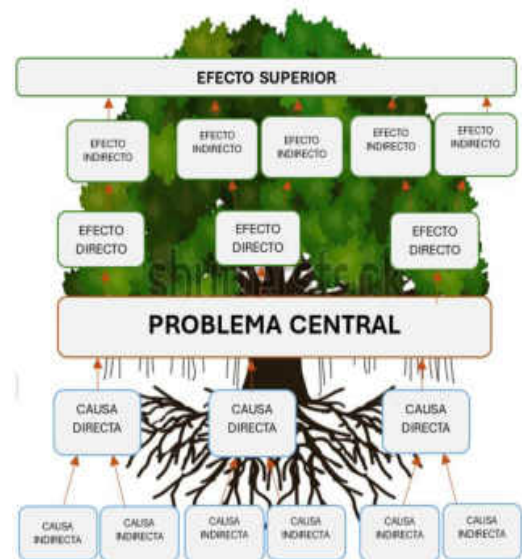 EFECTO SUPERIOR
EFECTO
INDIRECTO
EFECTO
INDIRECTO
EFECTO
INDIRECTO
EFECTO
INDIRECTO
EFECTO
INDIRECTO
EFECTO
DIRECTO
EFECTO
DIRECTO
EFECTO
DIRECTO
shutterstock
PROBLEMA CENTRAL
CAUSA
DIRECTA
CAUSA
DIRECTA
CAUSA
DIRECTA
CAUSA
INDIRECTA
CAUSA
INDIRECTA
CAUSA
INDIRECTA
CAUSA
INDIRECTA
CAUSA
INDIRECTA
CAUSA
INDIRECTA